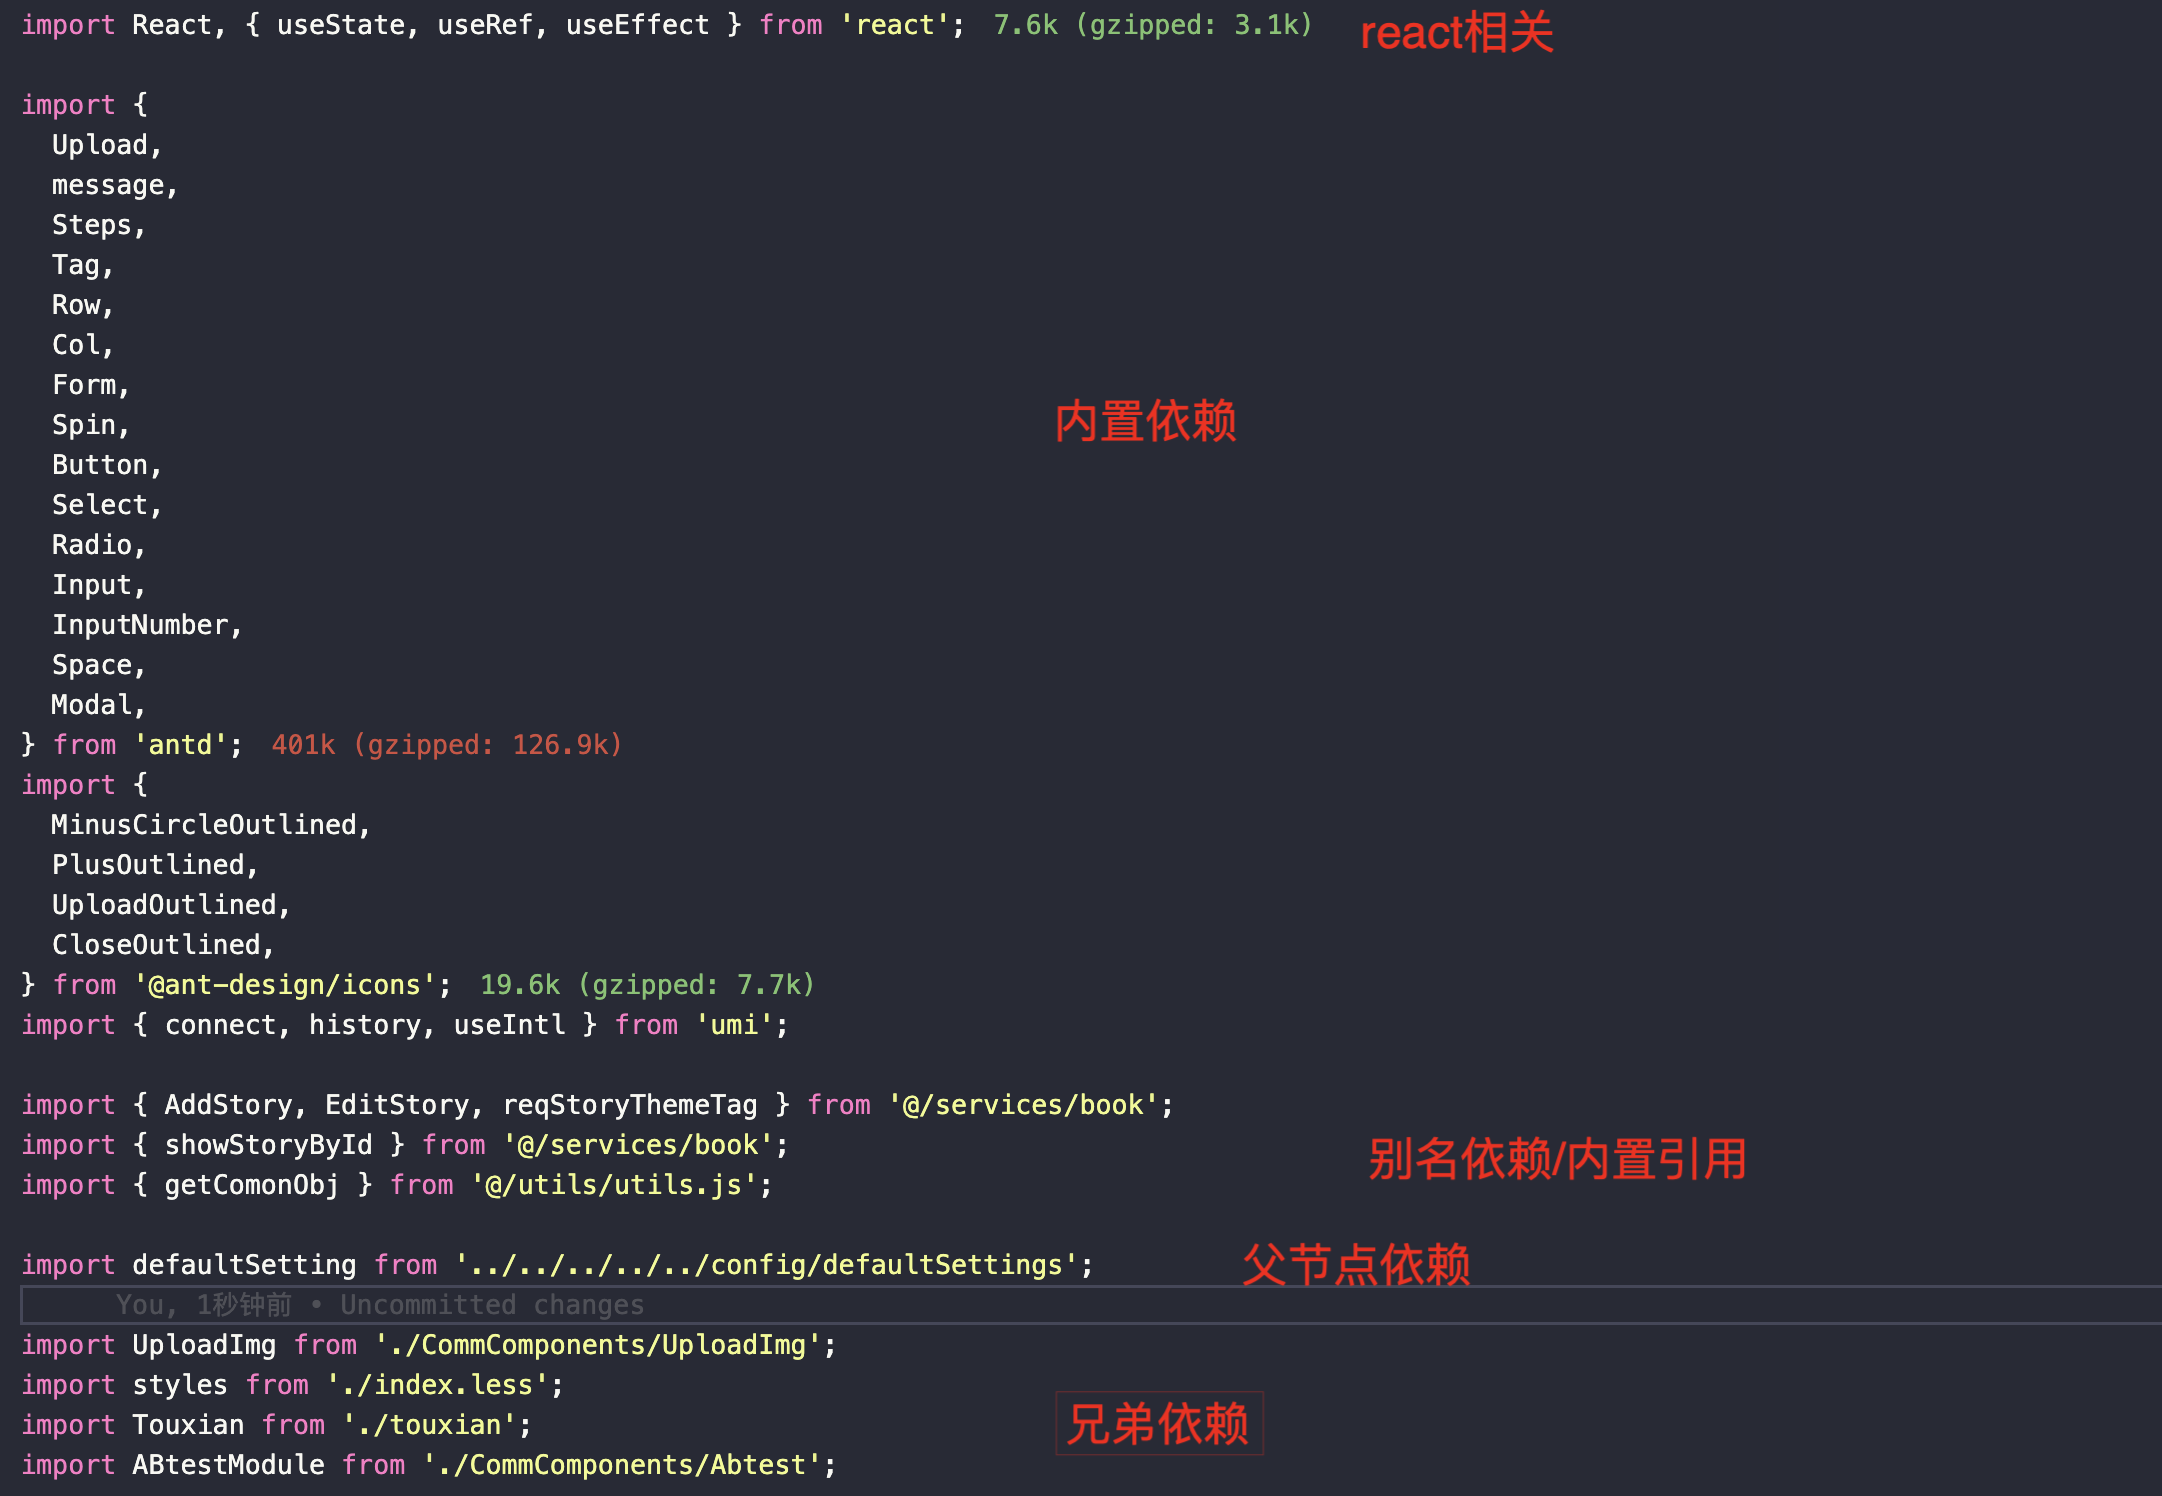 import React, { useState, useRef, useEffect } from 'react'; 7.6k (gzipped: 3.1k) react相关
import {
Upload,
message,
Steps,
Tag,
Row,
Col,
Form,
内置依赖
Spin,
Button,
Select,
Radio,
Input,
InputNumber,
Space,
Modal,
} from 'antd'; 401k (gzipped: 126.9k)
import {
MinusCircleOutlined,
PlusOutlined,
UploadOutlined,
CloseOutlined,
} from '@ant-design/icons'; 19.6k (gzipped: 7.7k)
import { connect, history, useIntl } from 'umi';
import { AddStory, EditStory, reqStoryThemeTag } from '@/services/book';
import { showStoryById } from '@/services/book';
别名依赖/内置引用
import { getComonObj } from '@/utils/utils.js';
import defaultSetting from '../../../../../config/defaultSettings'; 父节点依赖
You, 1秒钟前 • Uncommitted changes
import UploadImg from './CommComponents/UploadImg';
import styles from './index.less';
import Touxian from './touxian'; 兄弟依赖
import ABtestModule from './CommComponents/Abtest';